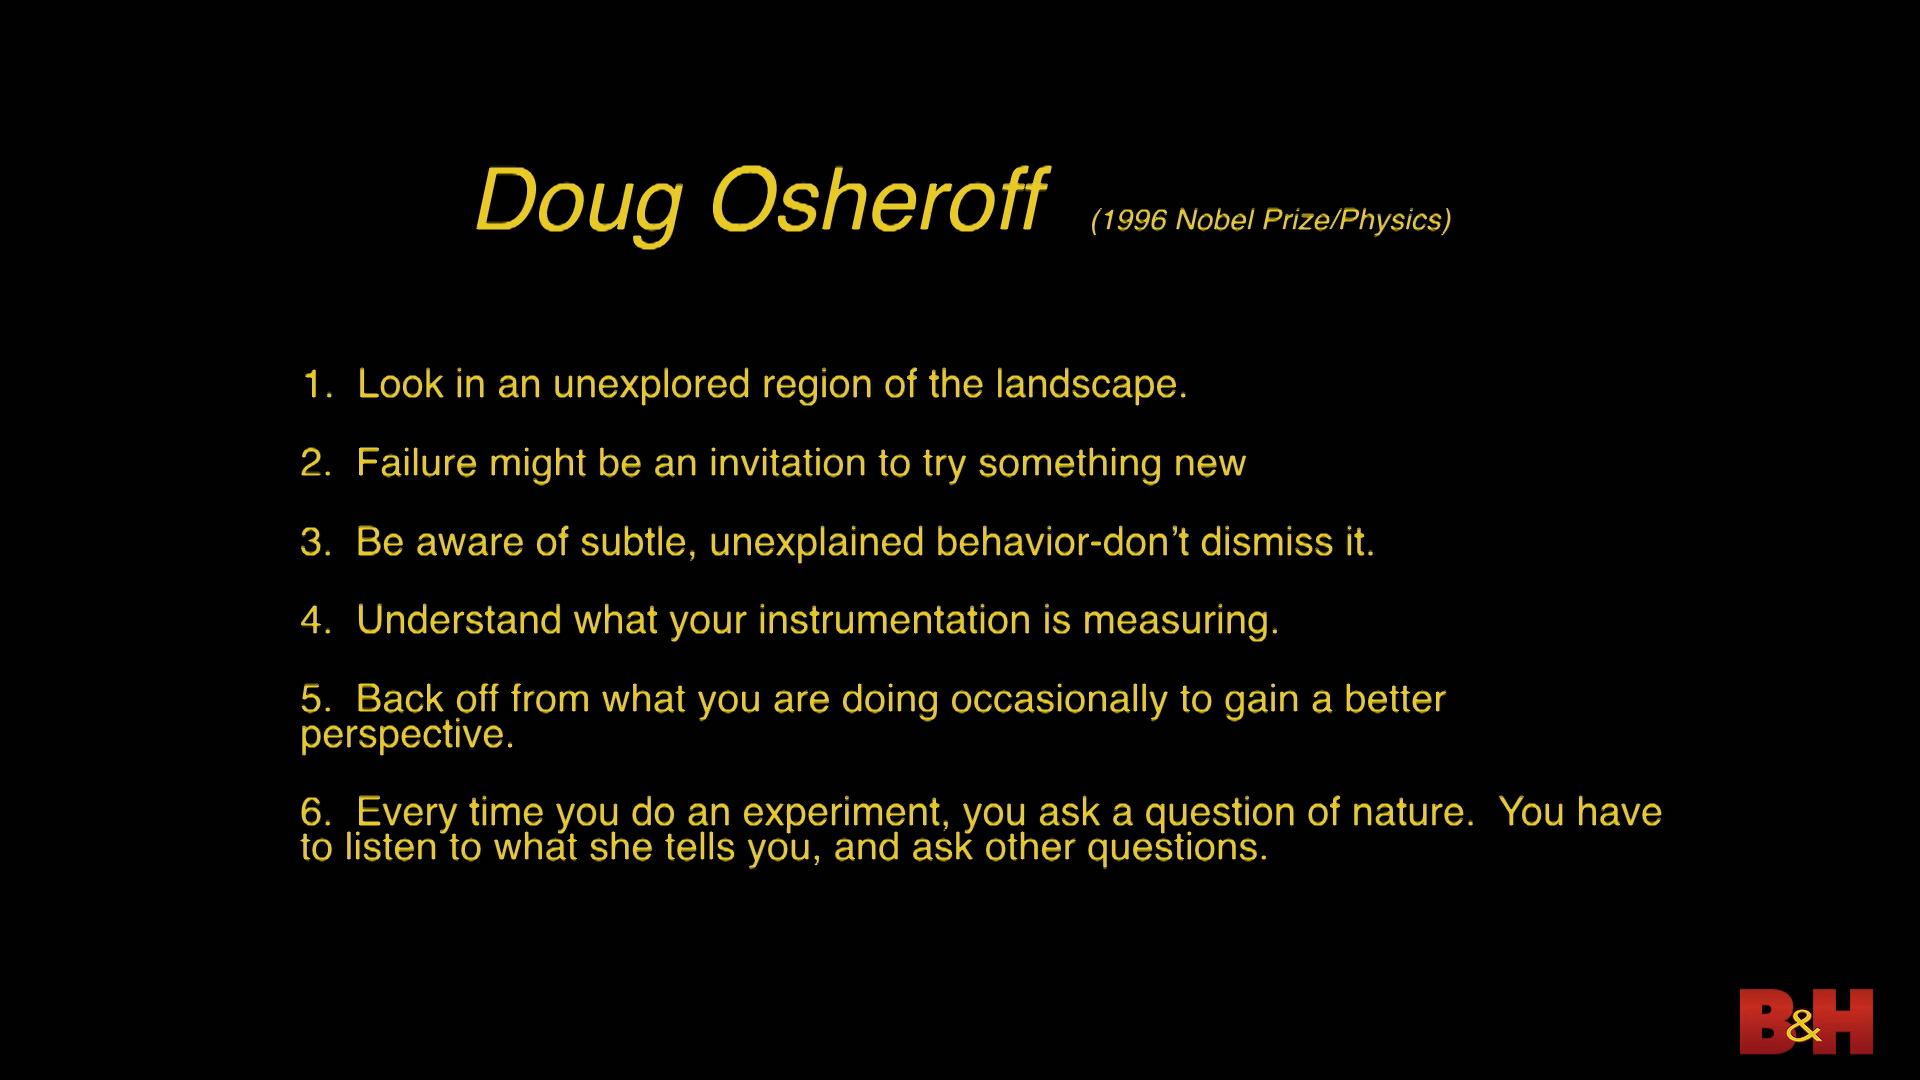 Doug Osheroff (1996 Nobel Prize/Physics)
1. Look in an unexplored region of the landscape.
2. Failure might be an invitation to try something new
3. Be aware of subtle, unexplained behavior-don’t dismiss it.
4. Understand what your instrumentation is measuring.
5. Back off from what you are doing occasionally to gain a better
perspective.
6. Every time you do an experiment, you ask a question of nature. You have
to listen to what she tells you, and ask other questions.
B&H